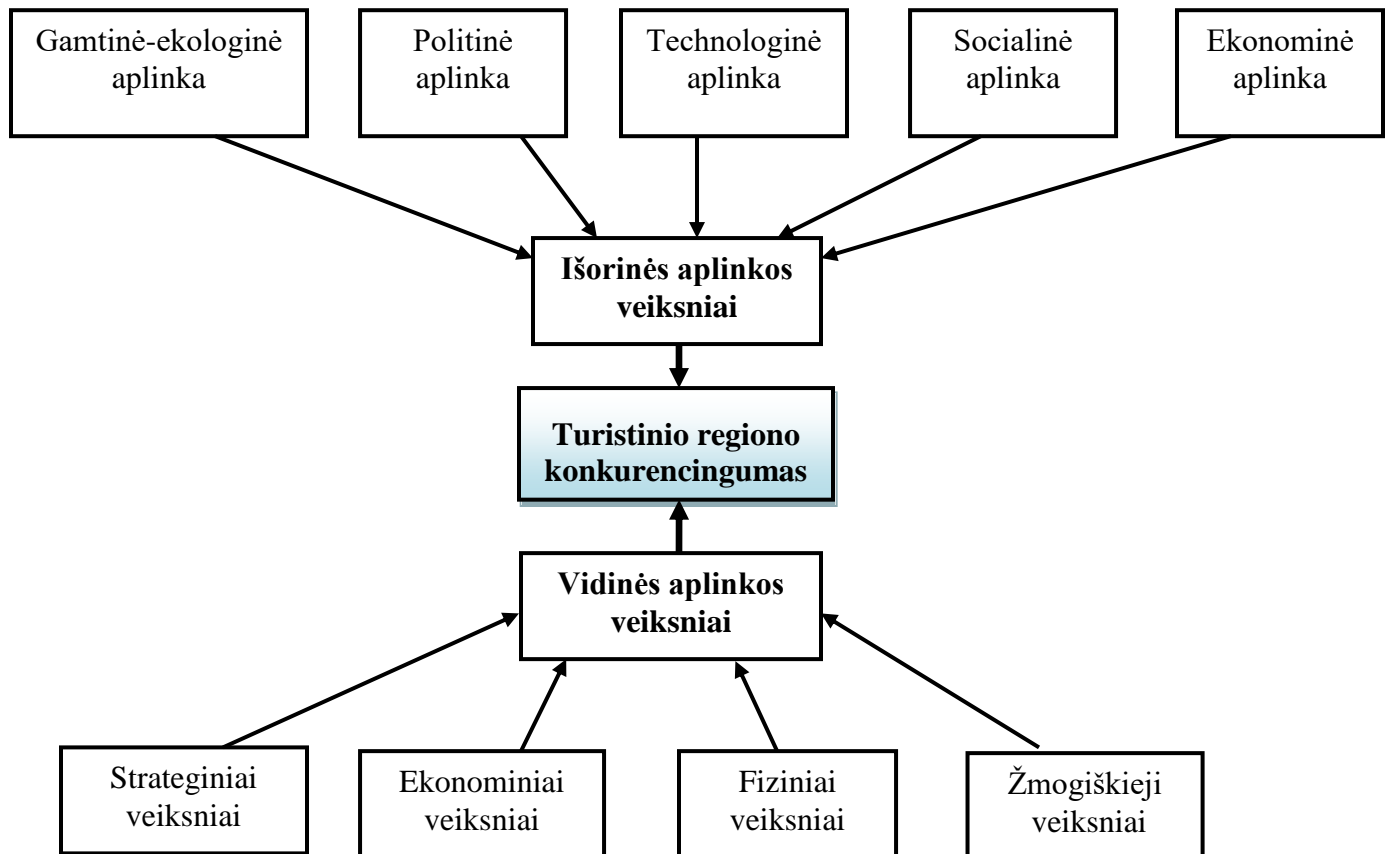 Gamtinė-ekologinė
aplinka
Politinė
aplinka
Technologinė
aplinka
Socialinė
aplinka
Ekonominė
aplinka
Išorinės aplinkos
veiksniai
Turistinio regiono
konkurencingumas
Vidinės aplinkos
veiksniai
Strateginiai
veiksniai
Ekonominiai
veiksniai
Fiziniai
veiksniai
Žmogiškieji
veiksniai